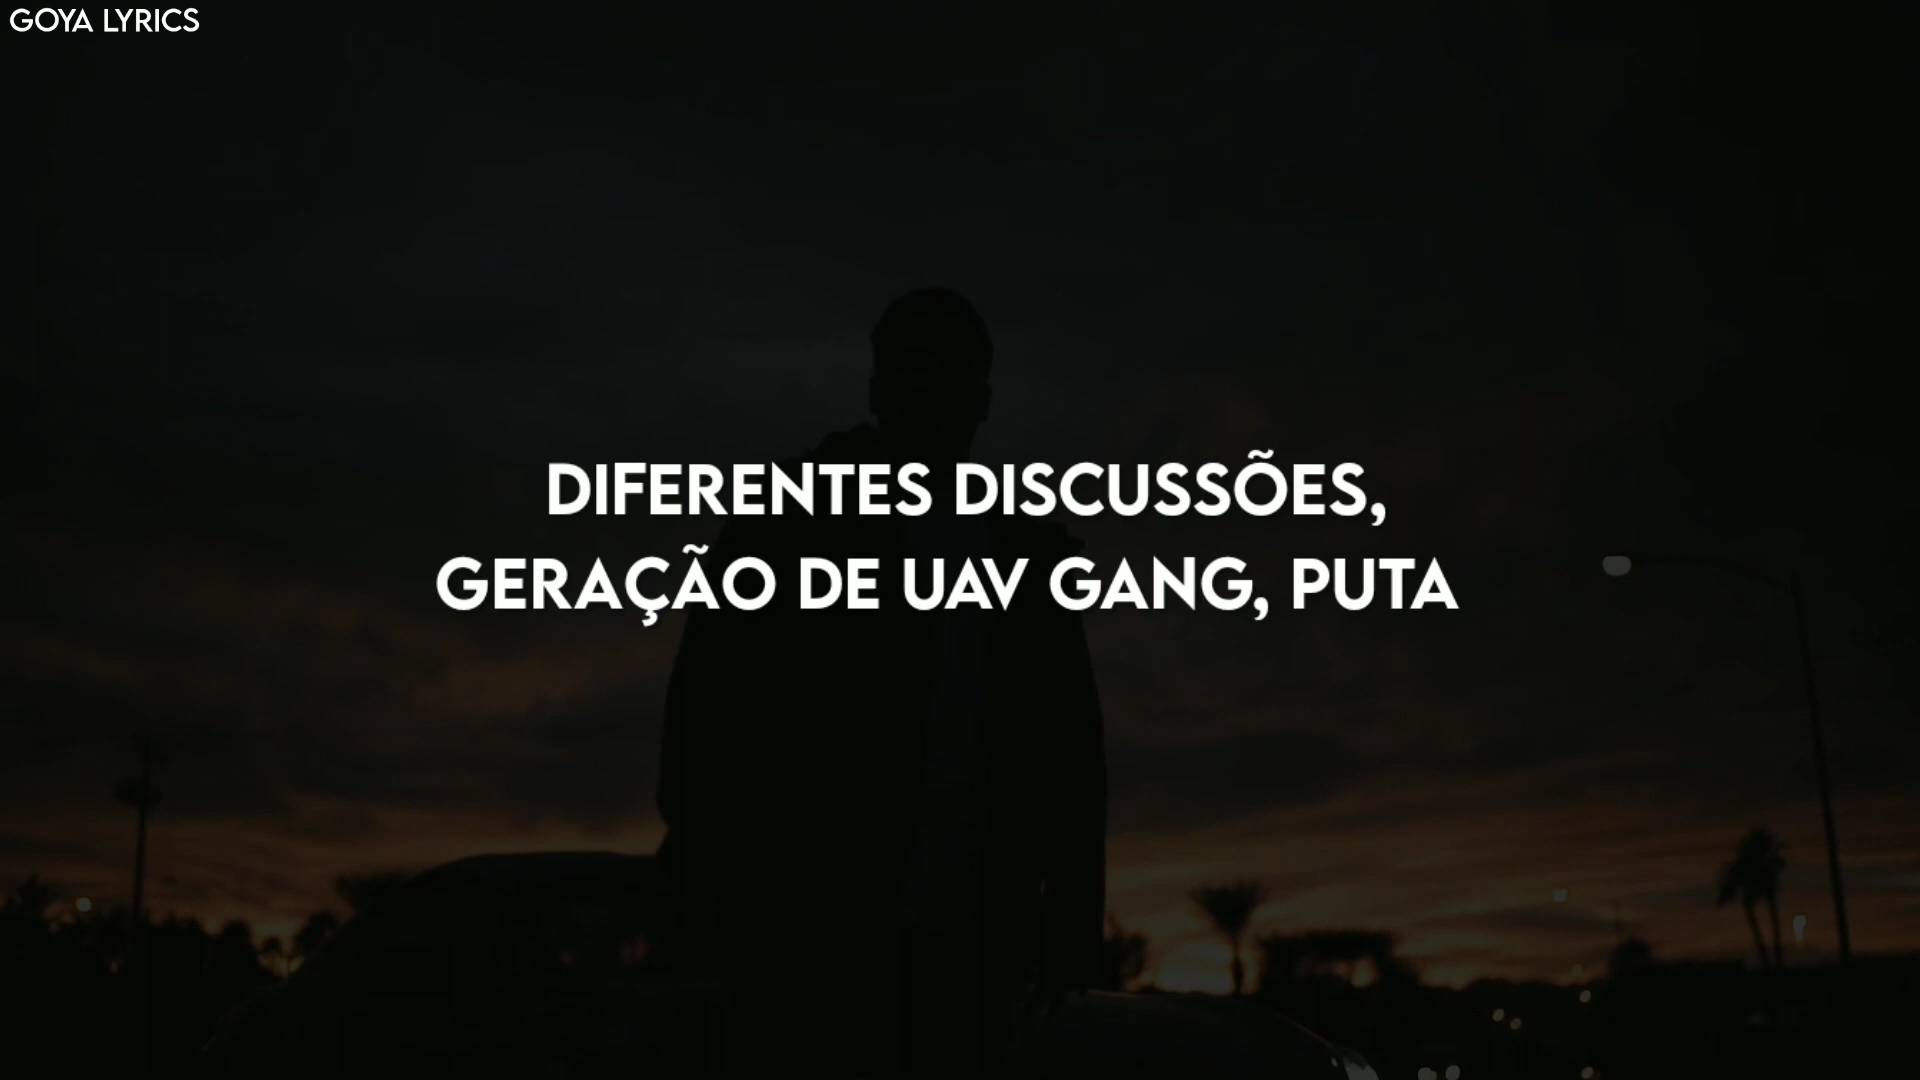 GOYA LYRICS
DIFERENTES DISCUSSÕES,
GERAÇÃO DE UAV GANG, PUTA